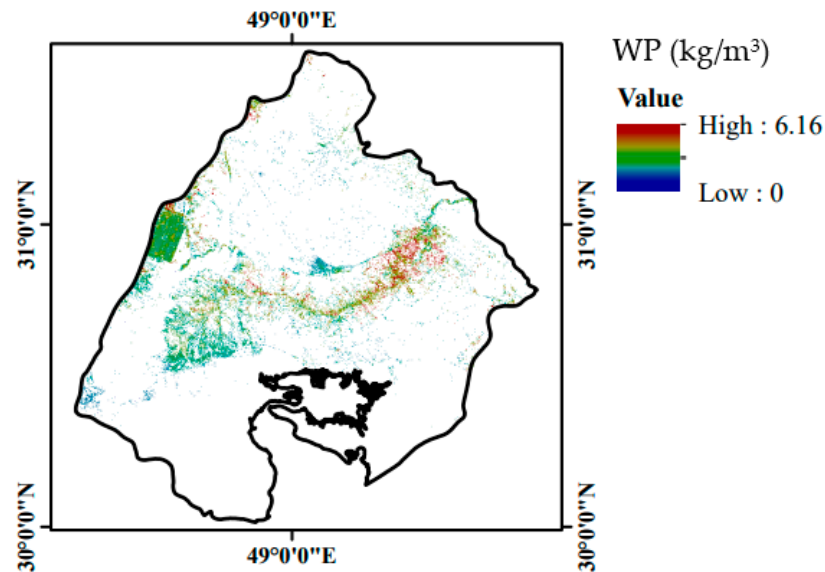 49°0'0"E
WP (kg/m³)
Value
High : 6.16
Low : 0
31°0'0"N
31°0'0"N
30°0'0"N
30°0'0"N
49°0'0"E